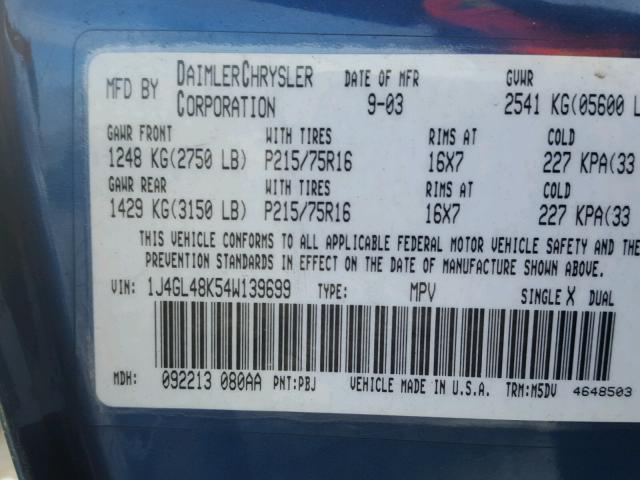 MFD BY DAIMLERCHRYSLER CORPORATION DATE OF MFR 9-03 GVWR 2541 KG(05600 L
GAWR FRONT WITH TIRES RIMS AT COLD
1248 KG(2750 LB) P215/75R16 16X7 227 KPA(33
GAWR REAR WITH TIRES RIMS AT COLD
1429 KG(3150 LB) P215/75R16 16X7 227 KPA(33
THIS VEHICLE CONFORMS TO ALL APPLICABLE FEDERAL MOTOR VEHICLE SAFETY AND THE
PREVENTION STANDARDS IN EFFECT ON THE DATE OF MANUFACTURE SHOWN ABOVE.
VIN: 1J4GL48K54W139699 TYPE: MPV SINGLE X DUAL
MDH: 092213 080AA PNT:PBJ VEHICLE MADE IN U.S.A. TRM:M5DV 4648503